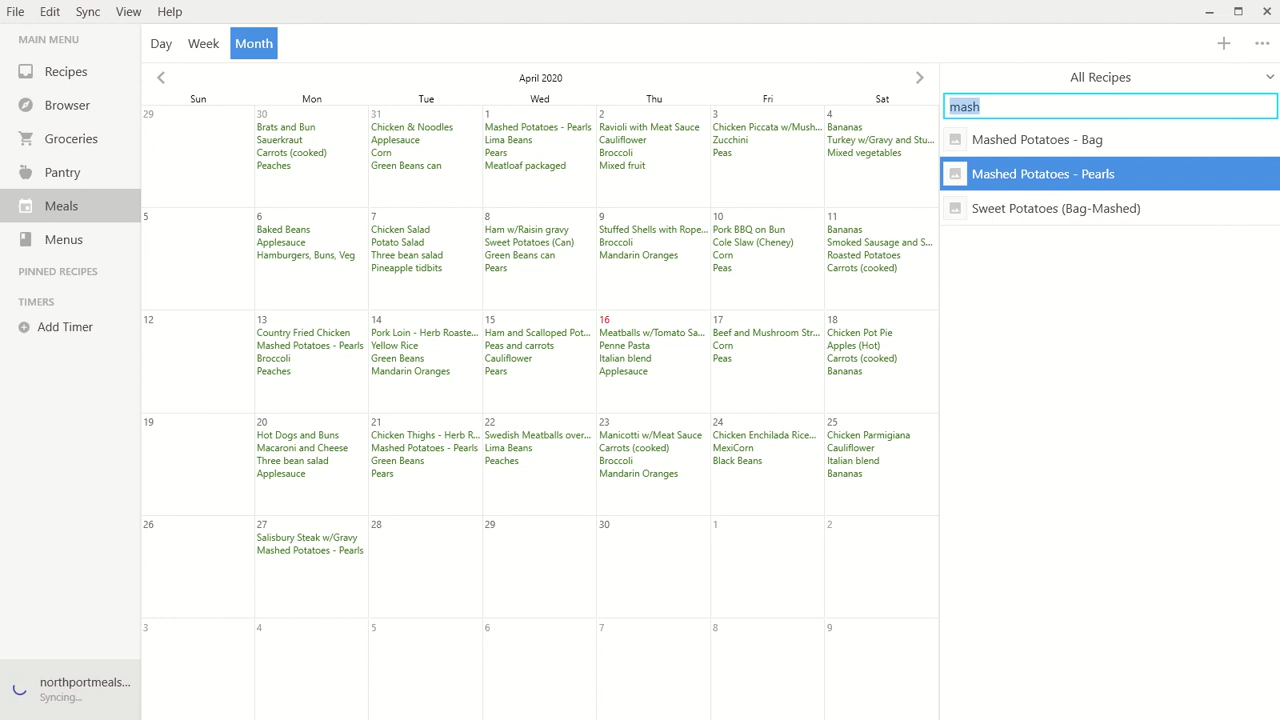 File Edit Sync View Help
MAIN MENU
Recipes
Browser
Groceries
Pantry
Meals
Menus
PINNED RECIPES
TIMERS
Add Timer
northportmeals...
Syncing...
Day Week Month
April 2020
Sun Mon Tue Wed Thu Fri Sat
29
30
Brats and Bun
Sauerkraut
Carrots (cooked)
Peaches
31
Chicken & Noodles
Applesauce
Corn
Green Beans can
1
Mashed Potatoes - Pearls
Lima Beans
Pears
Meatloaf packaged
2
Ravioli with Meat Sauce
Cauliflower
Broccoli
Mixed fruit
3
Chicken Piccata w/Mush...
Zucchini
Peas
4
Bananas
Turkey w/Gravy and Stu...
Mixed vegetables
5
6
Baked Beans
Applesauce
Hamburgers, Buns, Veg
7
Chicken Salad
Potato Salad
Three bean salad
Pineapple tidbits
8
Ham w/Raisin gravy
Sweet Potatoes (Can)
Green Beans can
Pears
9
Stuffed Shells with Rope...
Broccoli
Mandarin Oranges
10
Pork BBQ on Bun
Cole Slaw (Cheney)
Corn
Peas
11
Bananas
Smoked Sausage and S...
Roasted Potatoes
Carrots (cooked)
12
13
Country Fried Chicken
Mashed Potatoes - Pearls
Broccoli
Peaches
14
Pork Loin - Herb Roaste...
Yellow Rice
Green Beans
Mandarin Oranges
15
Ham and Scalloped Pot...
Peas and carrots
Cauliflower
Pears
16
Meatballs w/Tomato Sa...
Penne Pasta
Italian blend
Applesauce
17
Beef and Mushroom Str...
Corn
Peas
18
Chicken Pot Pie
Apples (Hot)
Carrots (cooked)
Bananas
19
20
Hot Dogs and Buns
Macaroni and Cheese
Three bean salad
Applesauce
21
Chicken Thighs - Herb R...
Mashed Potatoes - Pearls
Green Beans
Pears
22
Swedish Meatballs over...
Lima Beans
Peaches
23
Manicotti w/Meat Sauce
Carrots (cooked)
Broccoli
Mandarin Oranges
24
Chicken Enchilada Rice...
MexiCorn
Black Beans
25
Chicken Parmigiana
Cauliflower
Italian blend
Bananas
26
27
Salisbury Steak w/Gravy
Mashed Potatoes - Pearls
28
29
30
1
2
3
4
5
6
7
8
9
All Recipes
mash
Mashed Potatoes - Bag
Mashed Potatoes - Pearls
Sweet Potatoes (Bag-Mashed)